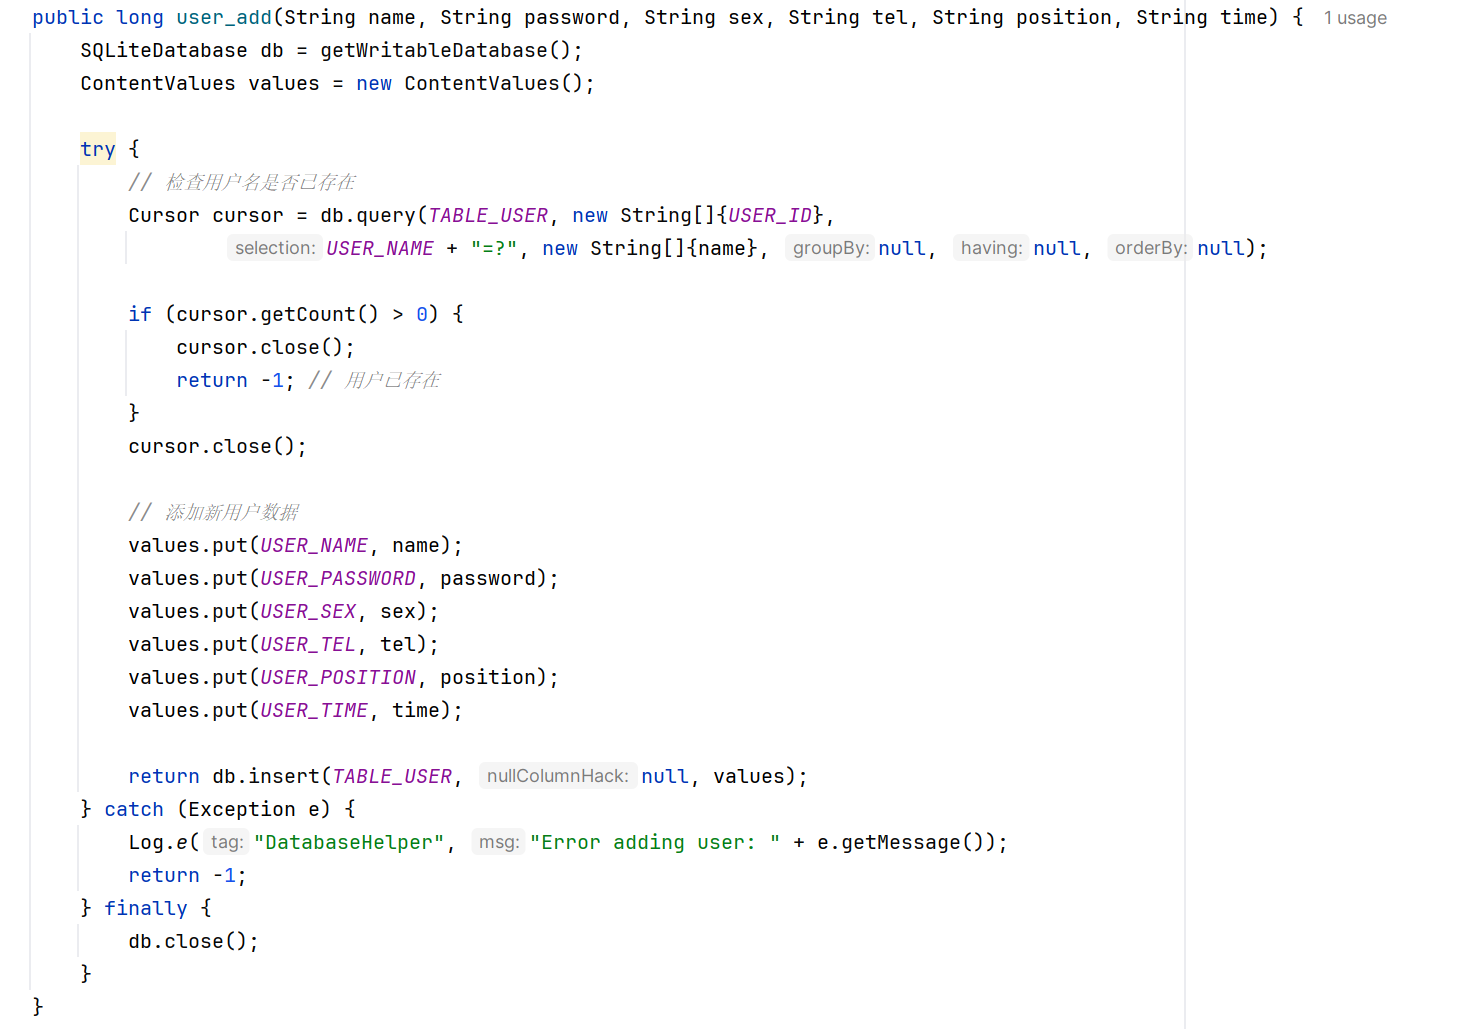 public long user_add(String name, String password, String sex, String tel, String position, String time) { 1 usage
SQLiteDatabase db = getWritableDatabase();
ContentValues values = new ContentValues();
try {
// 检查用户名是否已存在
Cursor cursor = db.query(TABLE_USER, new String[]{USER_ID},
selection: USER_NAME + "=?", new String[]{name}, groupBy: null, having: null, orderBy: null);
if (cursor.getCount() > 0) {
cursor.close();
return -1; // 用户已存在
}
cursor.close();
// 添加新用户数据
values.put(USER_NAME, name);
values.put(USER_PASSWORD, password);
values.put(USER_SEX, sex);
values.put(USER_TEL, tel);
values.put(USER_POSITION, position);
values.put(USER_TIME, time);
return db.insert(TABLE_USER, nullColumnHack: null, values);
} catch (Exception e) {
Log.e( tag: "DatabaseHelper", msg: "Error adding user: " + e.getMessage());
return -1;
} finally {
db.close();
}
}